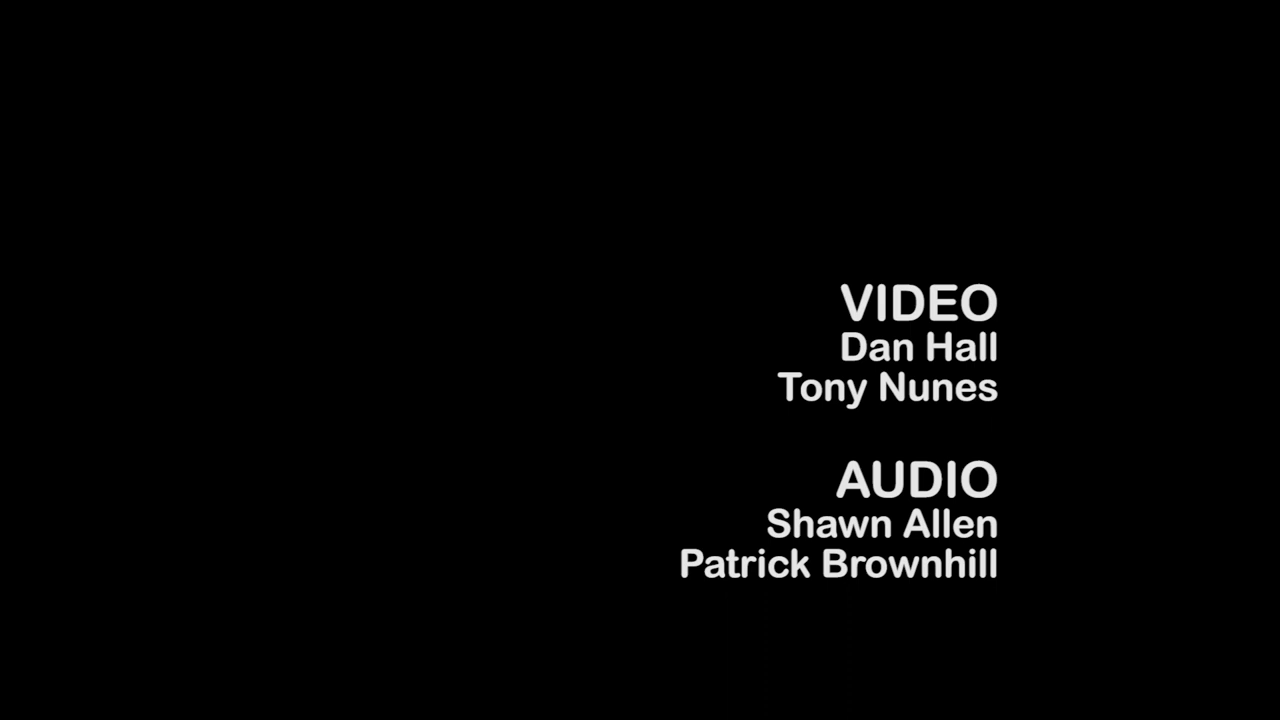 VIDEO
Dan Hall
Tony Nunes
AUDIO
Shawn Allen
Patrick Brownhill